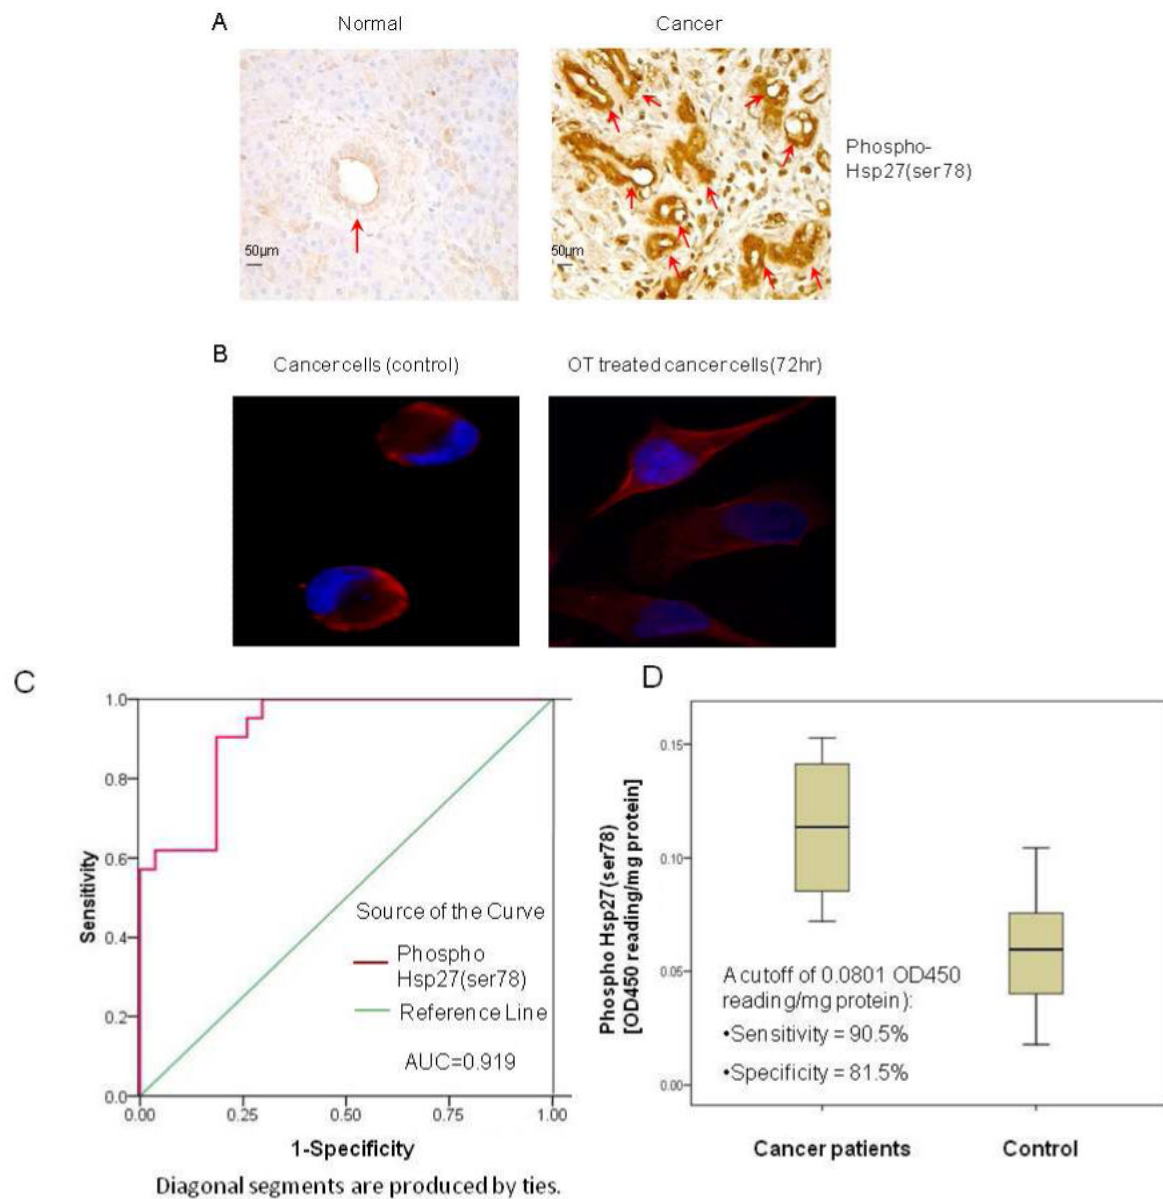 A
Normal
Cancer
50µm
50µm
Phospho-
Hsp27(ser78)
B
Cancer cells (control)
OT treated cancer cells(72hr)
C
Sensitivity
1.0
0.8
0.6
0.4
0.2
0.0
0.00
0.25
0.50
0.75
1.00
Source of the Curve
Phospho
Hsp27(ser78)
Reference Line
AUC=0.919
1-Specificity
Diagonal segments are produced by ties.
D
Phospho Hsp27(ser78)
[OD450 reading/mg protein]
0.15
0.10
0.05
0.00
A cutoff of 0.0801 OD450
reading/mg protein):
•Sensitivity = 90.5%
•Specificity = 81.5%
Cancer patients
Control